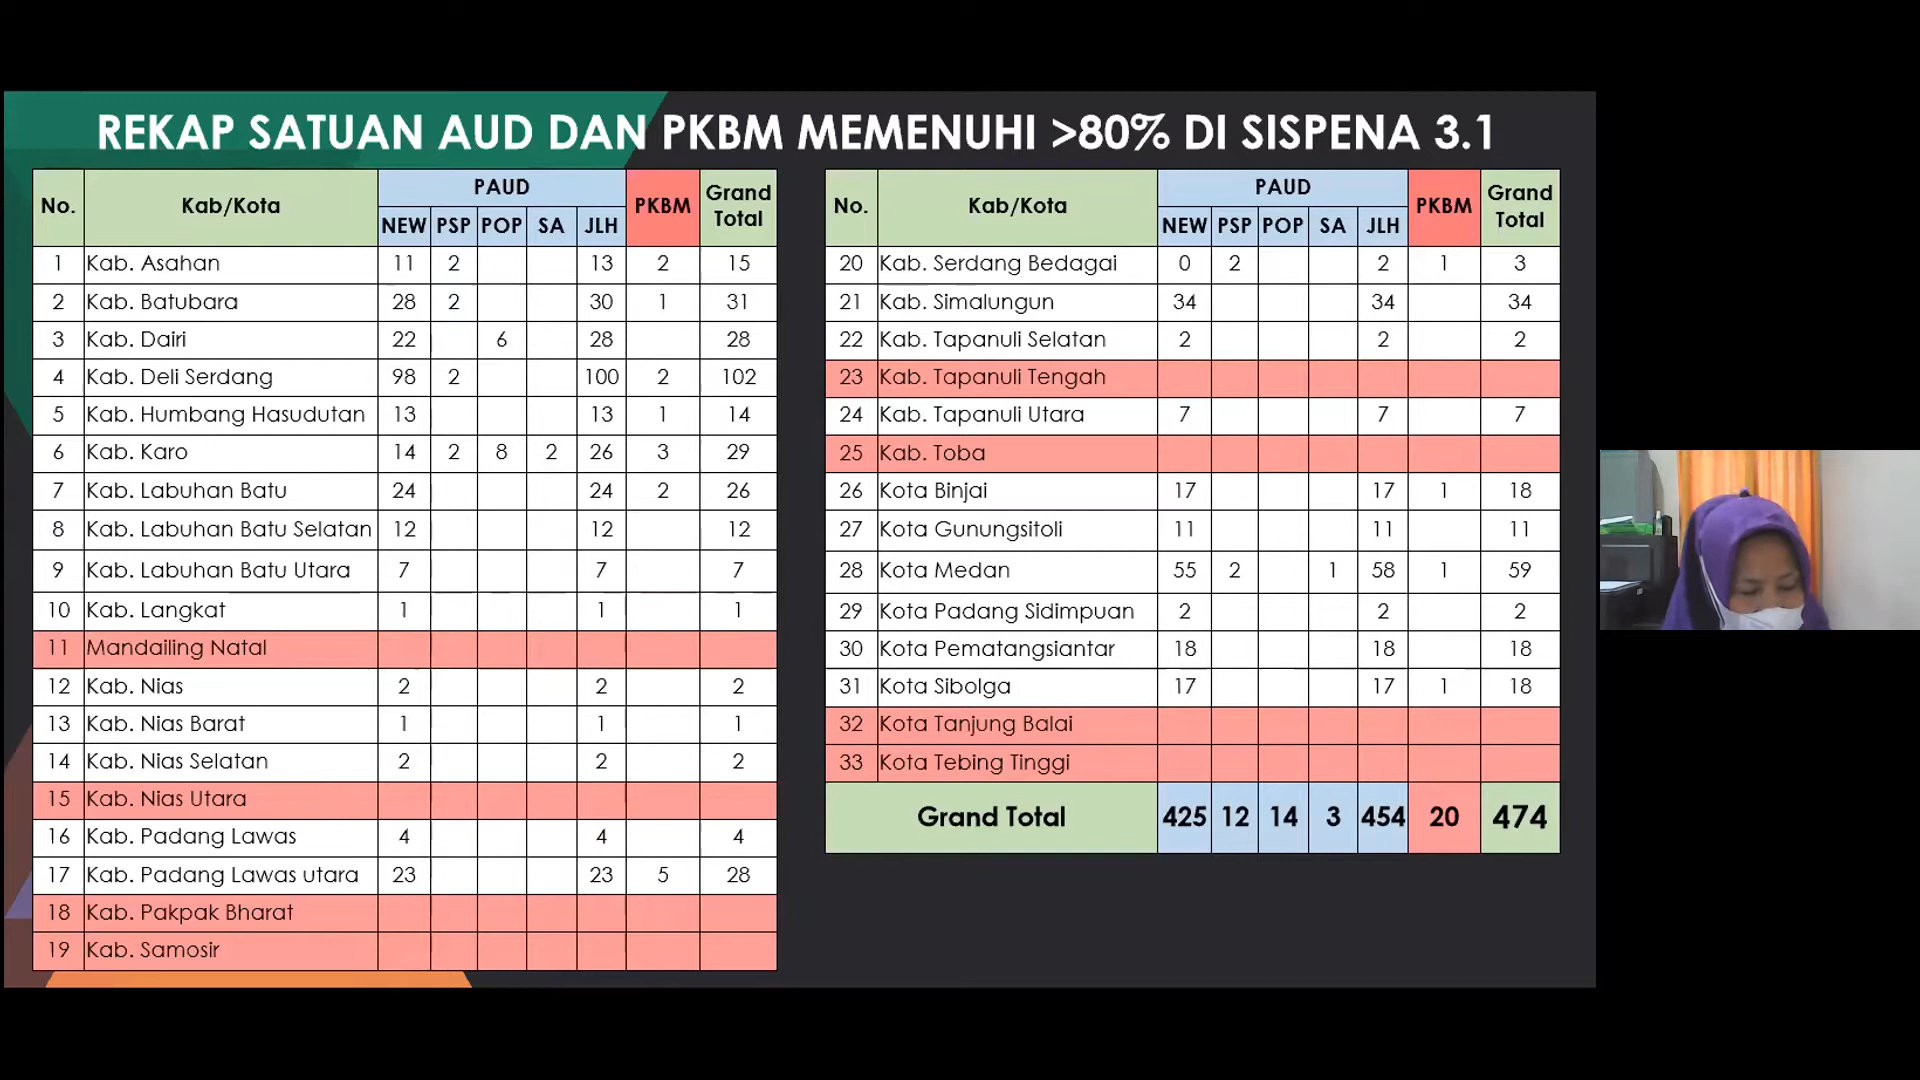 REKAP SATUAN AUD DAN PKBM MEMENUHI >80% DI SISPENA 3.1
No. Kab/Kota PAUD PKBM Grand Total
NEW PSP POP SA JLH
1 Kab. Asahan 11 2 13 2 15
2 Kab. Batubara 28 2 30 1 31
3 Kab. Dairi 22 6 28 28
4 Kab. Deli Serdang 98 2 100 2 102
5 Kab. Humbang Hasudutan 13 13 1 14
6 Kab. Karo 14 2 8 2 26 3 29
7 Kab. Labuhan Batu 24 24 2 26
8 Kab. Labuhan Batu Selatan 12 12 12
9 Kab. Labuhan Batu Utara 7 7 7
10 Kab. Langkat 1 1 1
11 Mandailing Natal
12 Kab. Nias 2 2 2
13 Kab. Nias Barat 1 1 1
14 Kab. Nias Selatan 2 2 2
15 Kab. Nias Utara
16 Kab. Padang Lawas 4 4 4
17 Kab. Padang Lawas utara 23 23 5 28
18 Kab. Pakpak Bharat
19 Kab. Samosir
No. Kab/Kota PAUD PKBM Grand Total
NEW PSP POP SA JLH
20 Kab. Serdang Bedagai 0 2 2 1 3
21 Kab. Simalungun 34 34 34
22 Kab. Tapanuli Selatan 2 2 2
23 Kab. Tapanuli Tengah
24 Kab. Tapanuli Utara 7 7 7
25 Kab. Toba
26 Kota Binjai 17 17 1 18
27 Kota Gunungsitoli 11 11 11
28 Kota Medan 55 2 1 58 1 59
29 Kota Padang Sidimpuan 2 2 2
30 Kota Pematangsiantar 18 18 18
31 Kota Sibolga 17 17 1 18
32 Kota Tanjung Balai
33 Kota Tebing Tinggi
Grand Total 425 12 14 3 454 20 474